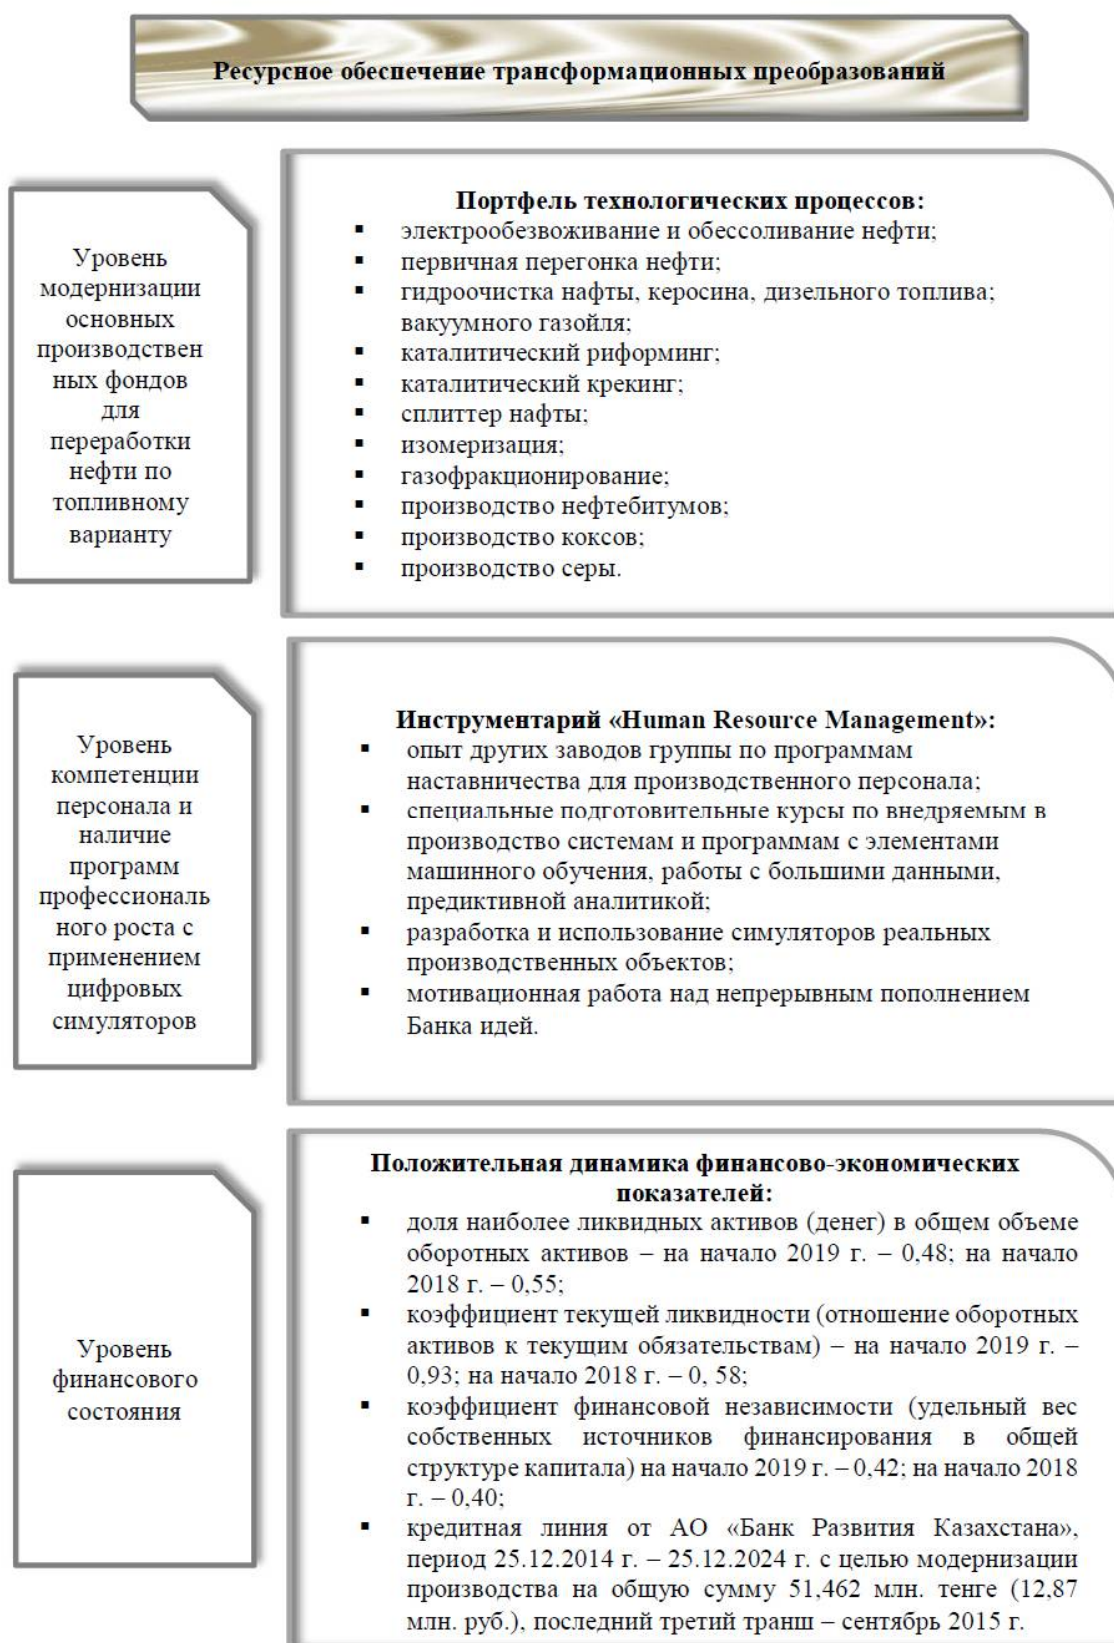 Ресурсное обеспечение трансформационных преобразований
Уровень
модернизации
основных
производствен
ных фондов
для
переработки
нефти по
топливному
варианту
Портфель технологических процессов:
▪ электрообезвоживание и обессоливание нефти;
▪ первичная перегонка нефти;
▪ гидроочистка нафты, керосина, дизельного топлива;
вакуумного газойля;
▪ каталитический риформинг;
▪ каталитический крекинг;
▪ сплиттер нафты;
▪ изомеризация;
▪ газофракционирование;
▪ производство нефтебитумов;
▪ производство коксов;
▪ производство серы.
Уровень
компетенции
персонала и
наличие
программ
профессиональ
ного роста с
применением
цифровых
симуляторов
Инструментарий «Human Resource Management»:
▪ опыт других заводов группы по программам
наставничества для производственного персонала;
▪ специальные подготовительные курсы по внедряемым в
производство системам и программам с элементами
машинного обучения, работы с большими данными,
предиктивной аналитикой;
▪ разработка и использование симуляторов реальных
производственных объектов;
▪ мотивационная работа над непрерывным пополнением
Банка идей.
Уровень
финансового
состояния
Положительная динамика финансово-экономических
показателей:
▪ доля наиболее ликвидных активов (денег) в общем объеме
оборотных активов – на начало 2019 г. – 0,48; на начало
2018 г. – 0,55;
▪ коэффициент текущей ликвидности (отношение оборотных
активов к текущим обязательствам) – на начало 2019 г. –
0,93; на начало 2018 г. – 0, 58;
▪ коэффициент финансовой независимости (удельный вес
собственных источников финансирования в общей
структуре капитала) на начало 2019 г. – 0,42; на начало 2018
г. – 0,40;
▪ кредитная линия от АО «Банк Развития Казахстана»,
период 25.12.2014 г. – 25.12.2024 г. с целью модернизации
производства на общую сумму 51,462 млн. тенге (12,87
млн. руб.), последний третий транш – сентябрь 2015 г.